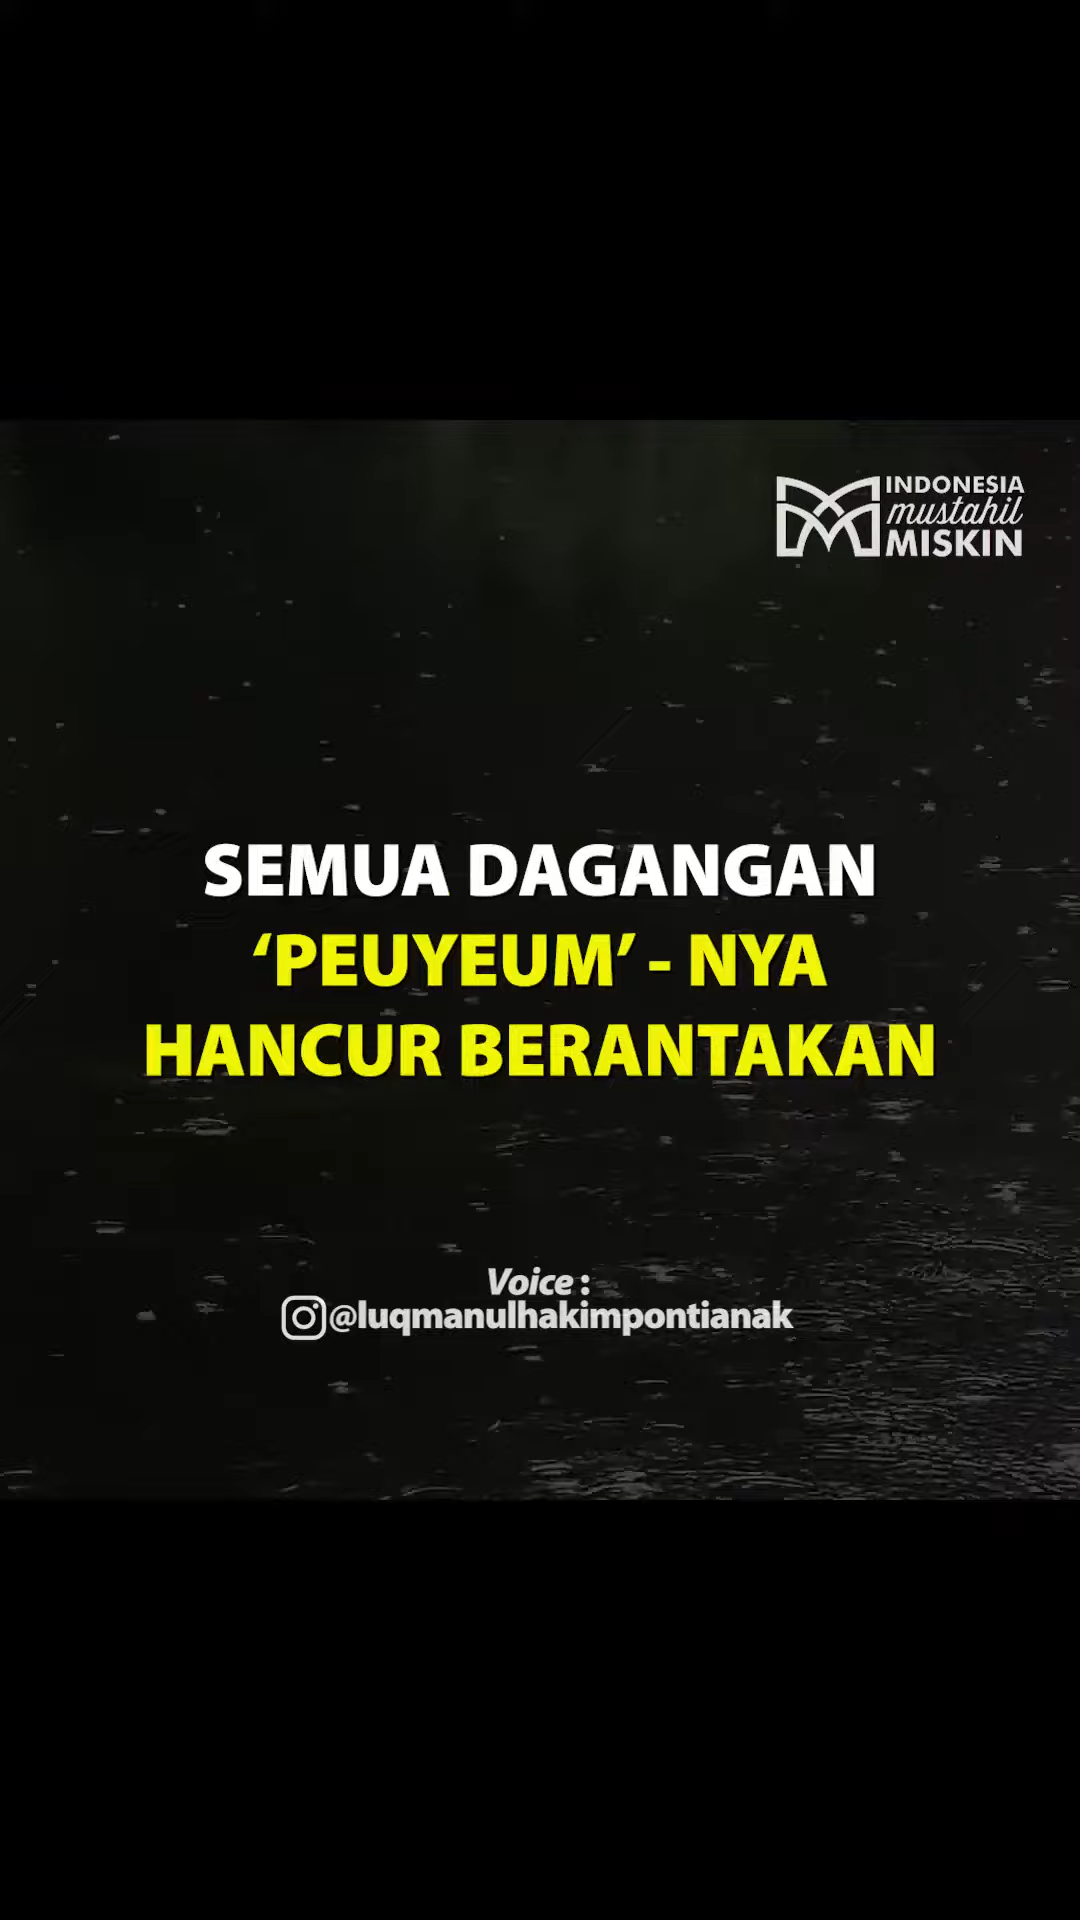 INDONESIA
mustahil
MISKIN
SEMUA DAGANGAN
‘PEUYEUM’ - NYA
HANCUR BERANTAKAN
Voice :
@luqmanulhakimpontianak